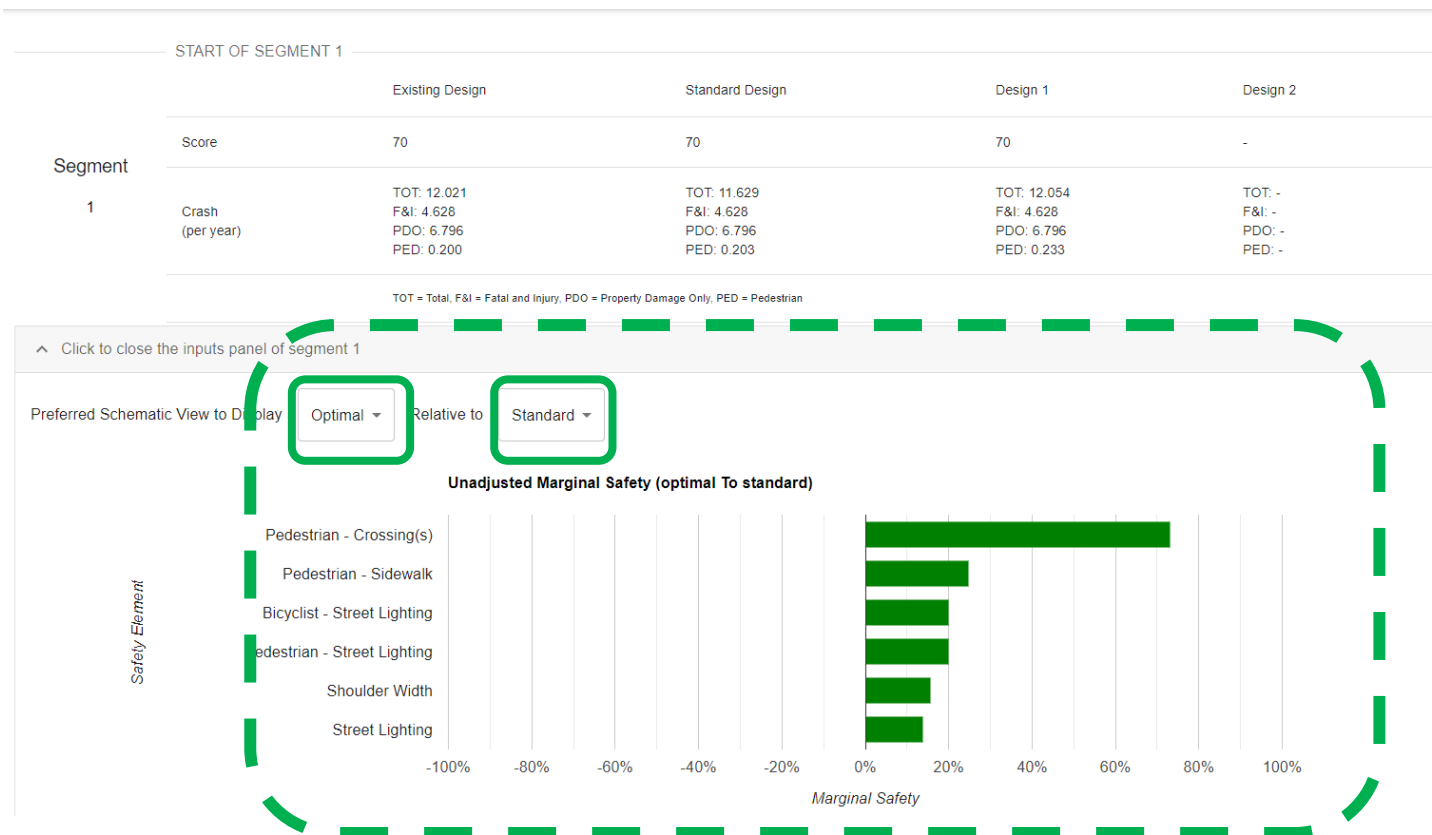 START OF SEGMENT 1
Existing Design Standard Design Design 1 Design 2
Score 70 70 70 -
Segment
1
Crash
(per year)
TOT: 12.021 TOT: 11.629 TOT: 12.054 TOT: -
F&I: 4.628 F&I: 4.628 F&I: 4.628 F&I: -
PDO: 6.796 PDO: 6.796 PDO: 6.796 PDO: -
PED: 0.200 PED: 0.203 PED: 0.233 PED: -
TOT = Total, F&I = Fatal and Injury, PDO = Property Damage Only, PED = Pedestrian
Click to close the inputs panel of segment 1
Preferred Schematic View to Display Optimal Relative to Standard
Unadjusted Marginal Safety (optimal To standard)
Safety Element
Pedestrian - Crossing(s)
Pedestrian - Sidewalk
Bicyclist - Street Lighting
edestrian - Street Lighting
Shoulder Width
Street Lighting
-100% -80% -60% -40% -20% 0% 20% 40% 60% 80% 100%
Marginal Safety